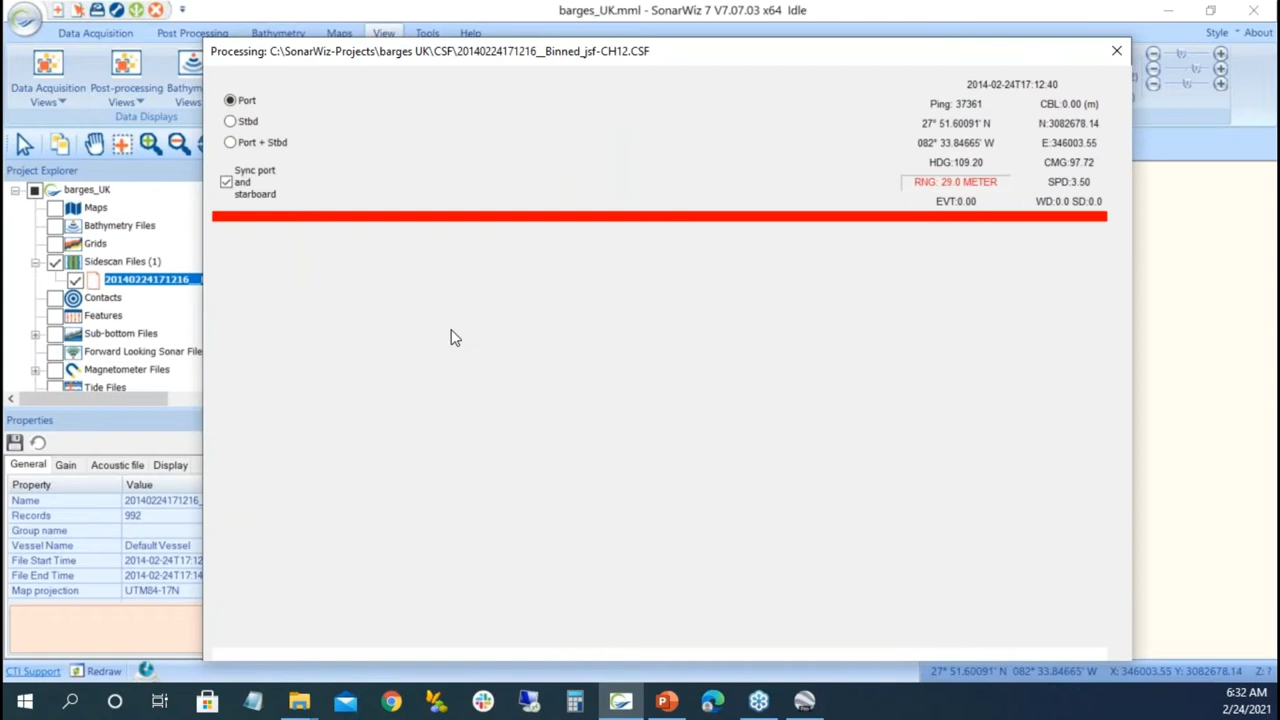 barges_UK.mml - SonarWiz 7 V7.07.03 x64 Idle
Data Acquisition Post Processing Bathymetry Maps View Tools Help Style About
Processing: C:\SonarWiz-Projects\barges UK\CSF\20140224171216__Binned_jsf-CH12.CSF
Data Acquisition Views
Post-processing Views
Bathym Views
Data Displays
Project Explorer
barges_UK
Maps
Bathymetry Files
Grids
Sidescan Files (1)
20140224171216__
Contacts
Features
Sub-bottom Files
Forward Looking Sonar File
Magnetometer Files
Tide Files
Properties
General Gain Acoustic file Display
Property Value
Name 20140224171216_
Records 992
Group name
Vessel Name Default Vessel
File Start Time 2014-02-24T17:12
File End Time 2014-02-24T17:14
Map projection UTM84-17N
Port
Stbd
Port + Stbd
Sync port
and
starboard
2014-02-24T17:12:40
Ping: 37361 CBL:0.00 (m)
27° 51.60091' N N:3082678.14
082° 33.84665' W E:346003.55
HDG:109.20 CMG:97.72
RNG: 29.0 METER SPD:3.50
EVT:0.00 WD:0.0 SD:0.0
CTI Support Redraw 27° 51.60091' N 082° 33.84665' W X: 346003.55 Y: 3082678.14 Z: ?
6:32 AM
2/24/2021